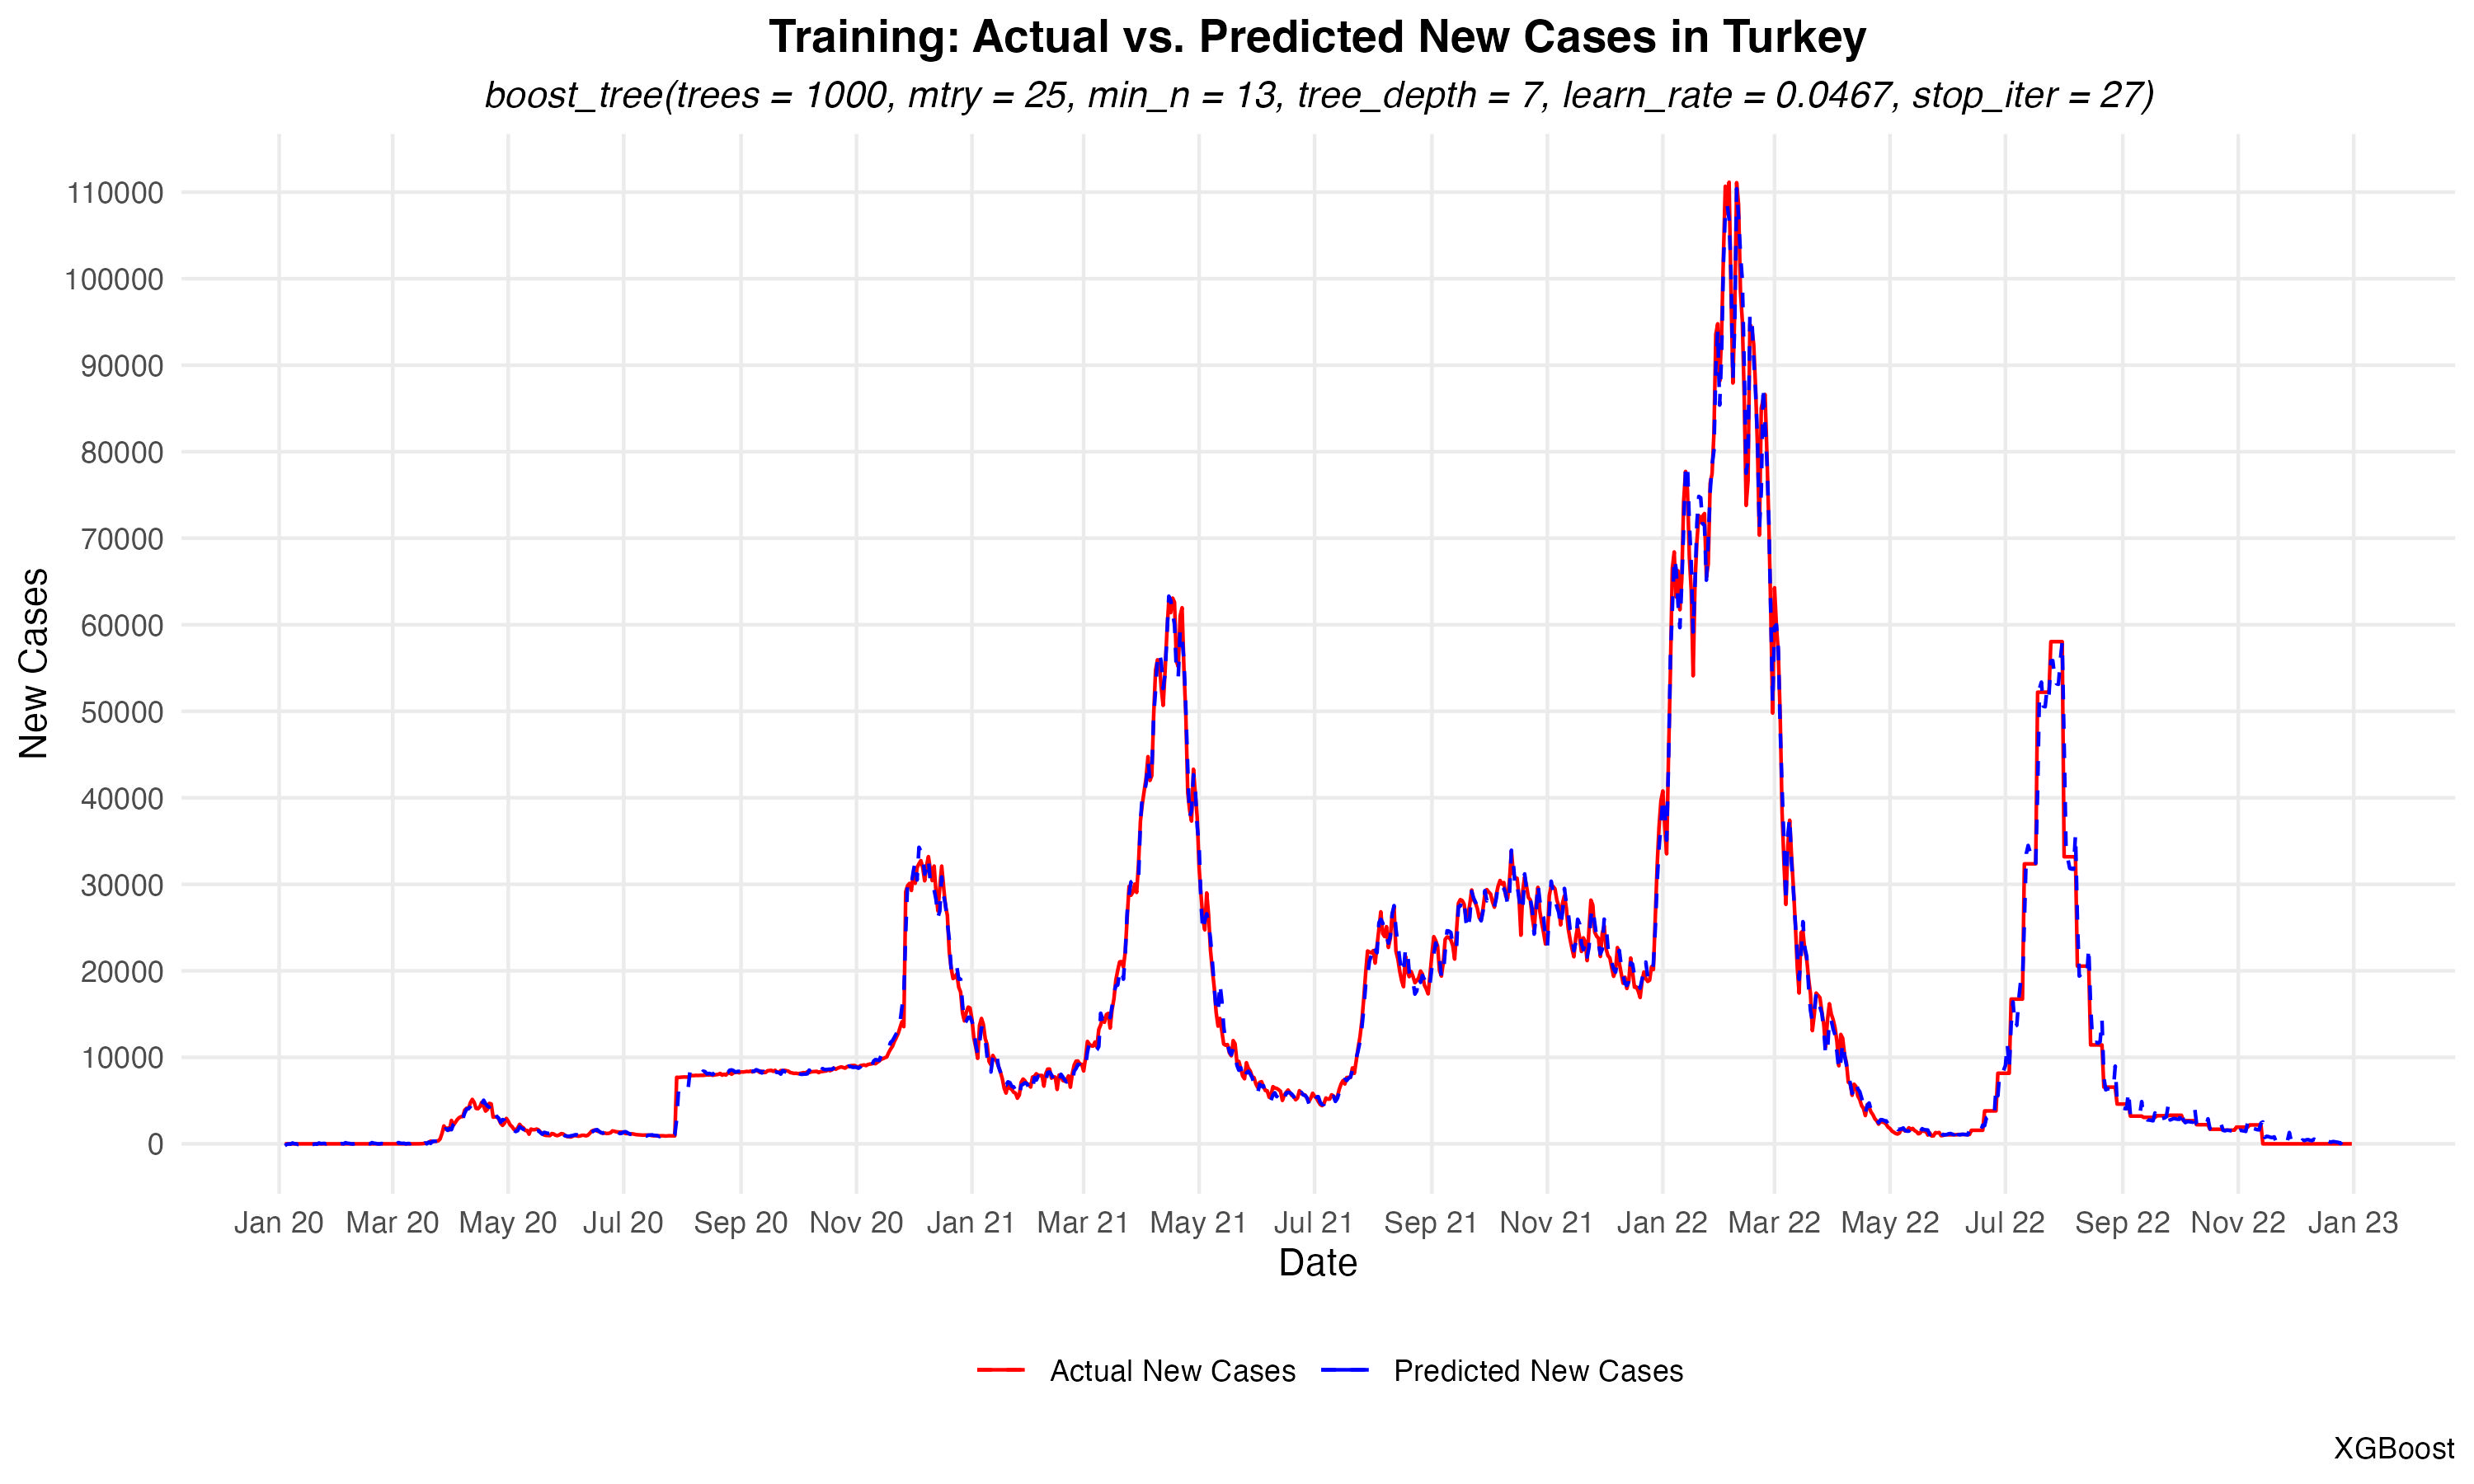 Training: Actual vs. Predicted New Cases in Turkey
boost_tree(trees = 1000, mtry = 25, min_n = 13, tree_depth = 7, learn_rate = 0.0467, stop_iter = 27)
New Cases
110000
100000
90000
80000
70000
60000
50000
40000
30000
20000
10000
0
Jan 20 Mar 20 May 20 Jul 20 Sep 20 Nov 20 Jan 21 Mar 21 May 21 Jul 21 Sep 21 Nov 21 Jan 22 Mar 22 May 22 Jul 22 Sep 22 Nov 22 Jan 23
Date
Actual New Cases Predicted New Cases
XGBoost